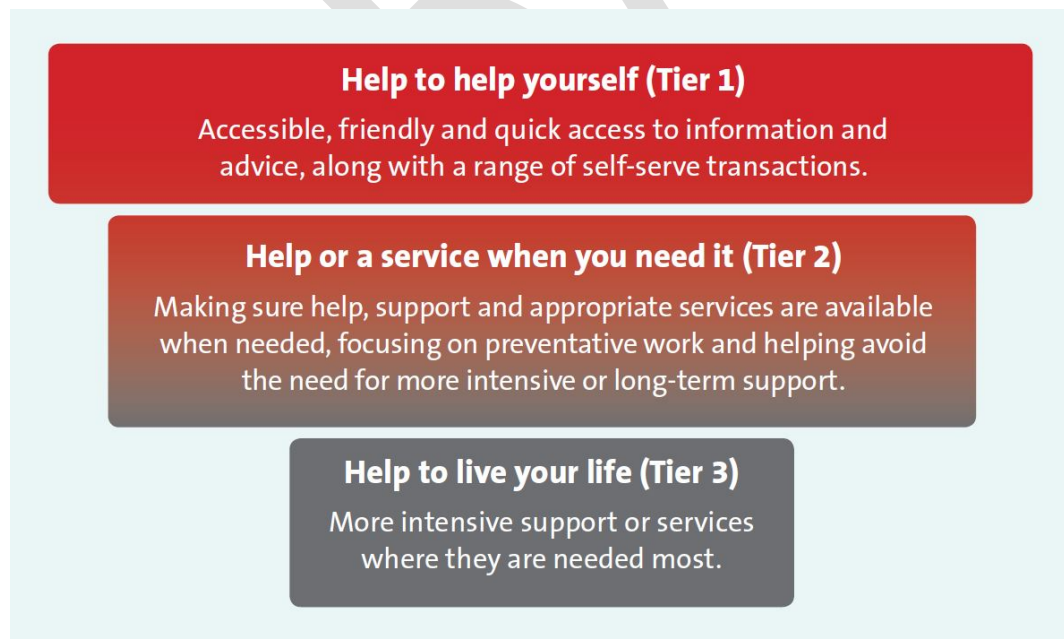 Help to help yourself (Tier 1)
Accessible, friendly and quick access to information and
advice, along with a range of self-serve transactions.
Help or a service when you need it (Tier 2)
Making sure help, support and appropriate services are available
when needed, focusing on preventative work and helping avoid
the need for more intensive or long-term support.
Help to live your life (Tier 3)
More intensive support or services
where they are needed most.